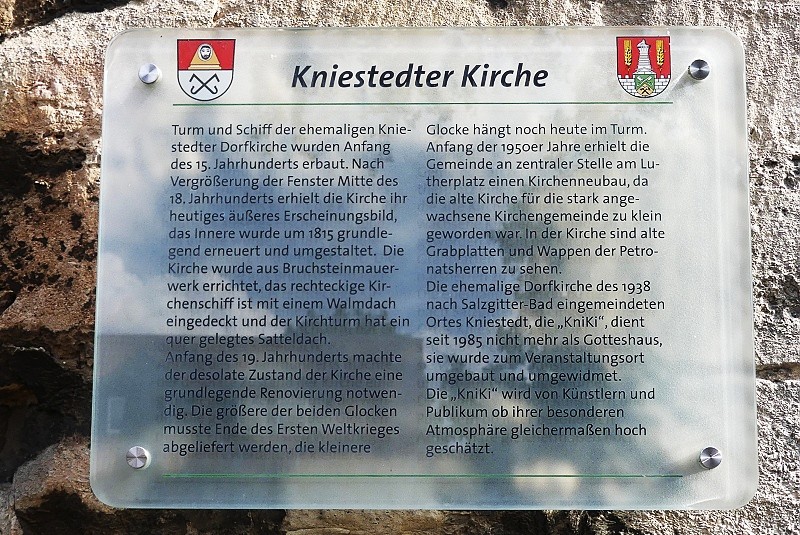 Kniestedter Kirche
Turm und Schiff der ehemaligen Knie-
stedter Dorfkirche wurden Anfang
des 15. Jahrhunderts erbaut. Nach
Vergrößerung der Fenster Mitte des
18. Jahrhunderts erhielt die Kirche ihr
heutiges äußeres Erscheinungsbild,
das Innere wurde um 1815 grundle-
gend erneuert und umgestaltet. Die
Kirche wurde aus Bruchsteinmauer-
werk errichtet, das rechteckige Kir-
chenschiff ist mit einem Walmdach
eingedeckt und der Kirchturm hat ein
quer gelegtes Satteldach.
Anfang des 19. Jahrhunderts machte
der desolate Zustand der Kirche eine
grundlegende Renovierung notwen-
dig. Die größere der beiden Glocken
musste Ende des Ersten Weltkrieges
abgeliefert werden, die kleinere
Glocke hängt noch heute im Turm.
Anfang der 1950er Jahre erhielt die
Gemeinde an zentraler Stelle am Lu-
therplatz einen Kirchenneubau, da
die alte Kirche für die stark ange-
wachsene Kirchengemeinde zu klein
geworden war. In der Kirche sind alte
Grabplatten und Wappen der Petro-
natsherren zu sehen.
Die ehemalige Dorfkirche des 1938
nach Salzgitter-Bad eingemeindeten
Ortes Kniestedt, die „KniKi“, dient
seit 1985 nicht mehr als Gotteshaus,
sie wurde zum Veranstaltungsort
umgebaut und umgewidmet.
Die „KniKi“ wird von Künstlern und
Publikum ob ihrer besonderen
Atmosphäre gleichermaßen hoch
geschätzt.